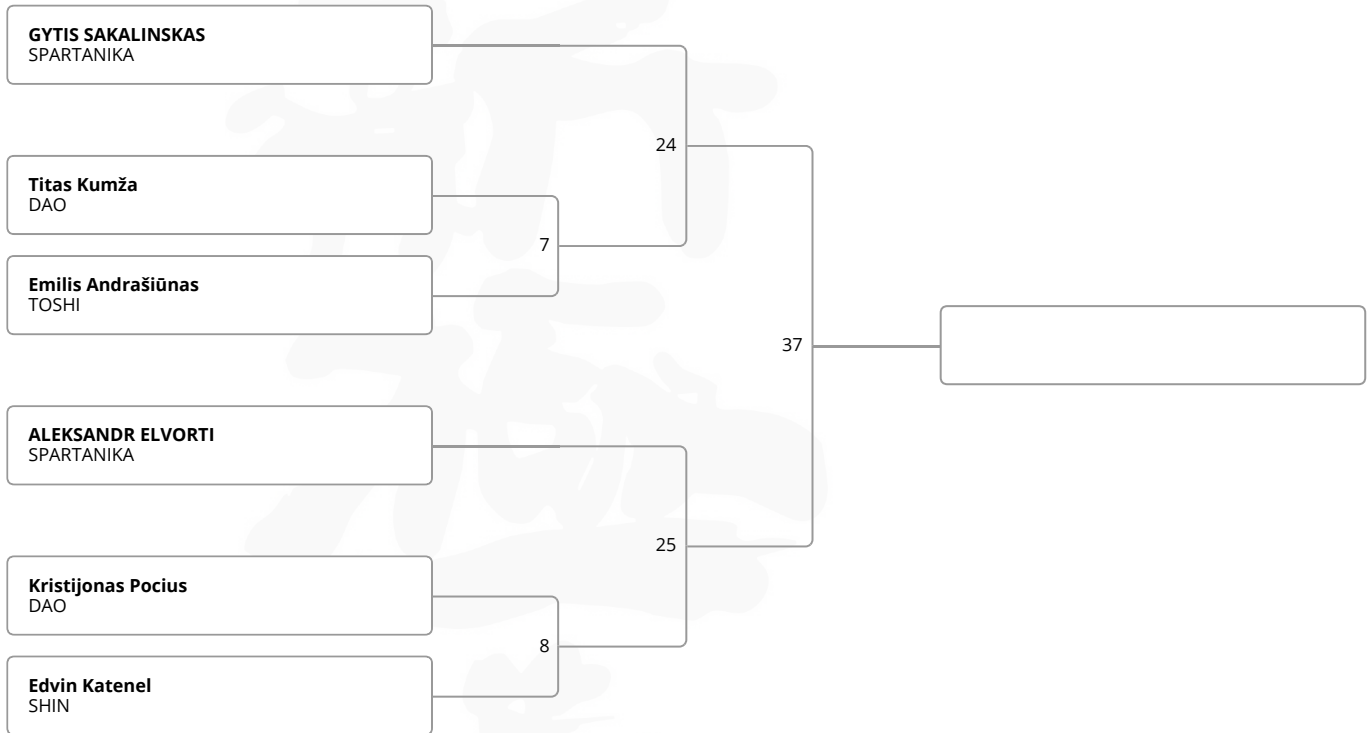 GYTIS SAKALINSKAS
SPARTANIKA
24
Titas Kumža
DAO
7
Emilis Andrašiūnas
TOSHI
37
ALEKSANDR ELVORTI
SPARTANIKA
25
Kristijonas Pocius
DAO
8
Edvin Katenel
SHIN